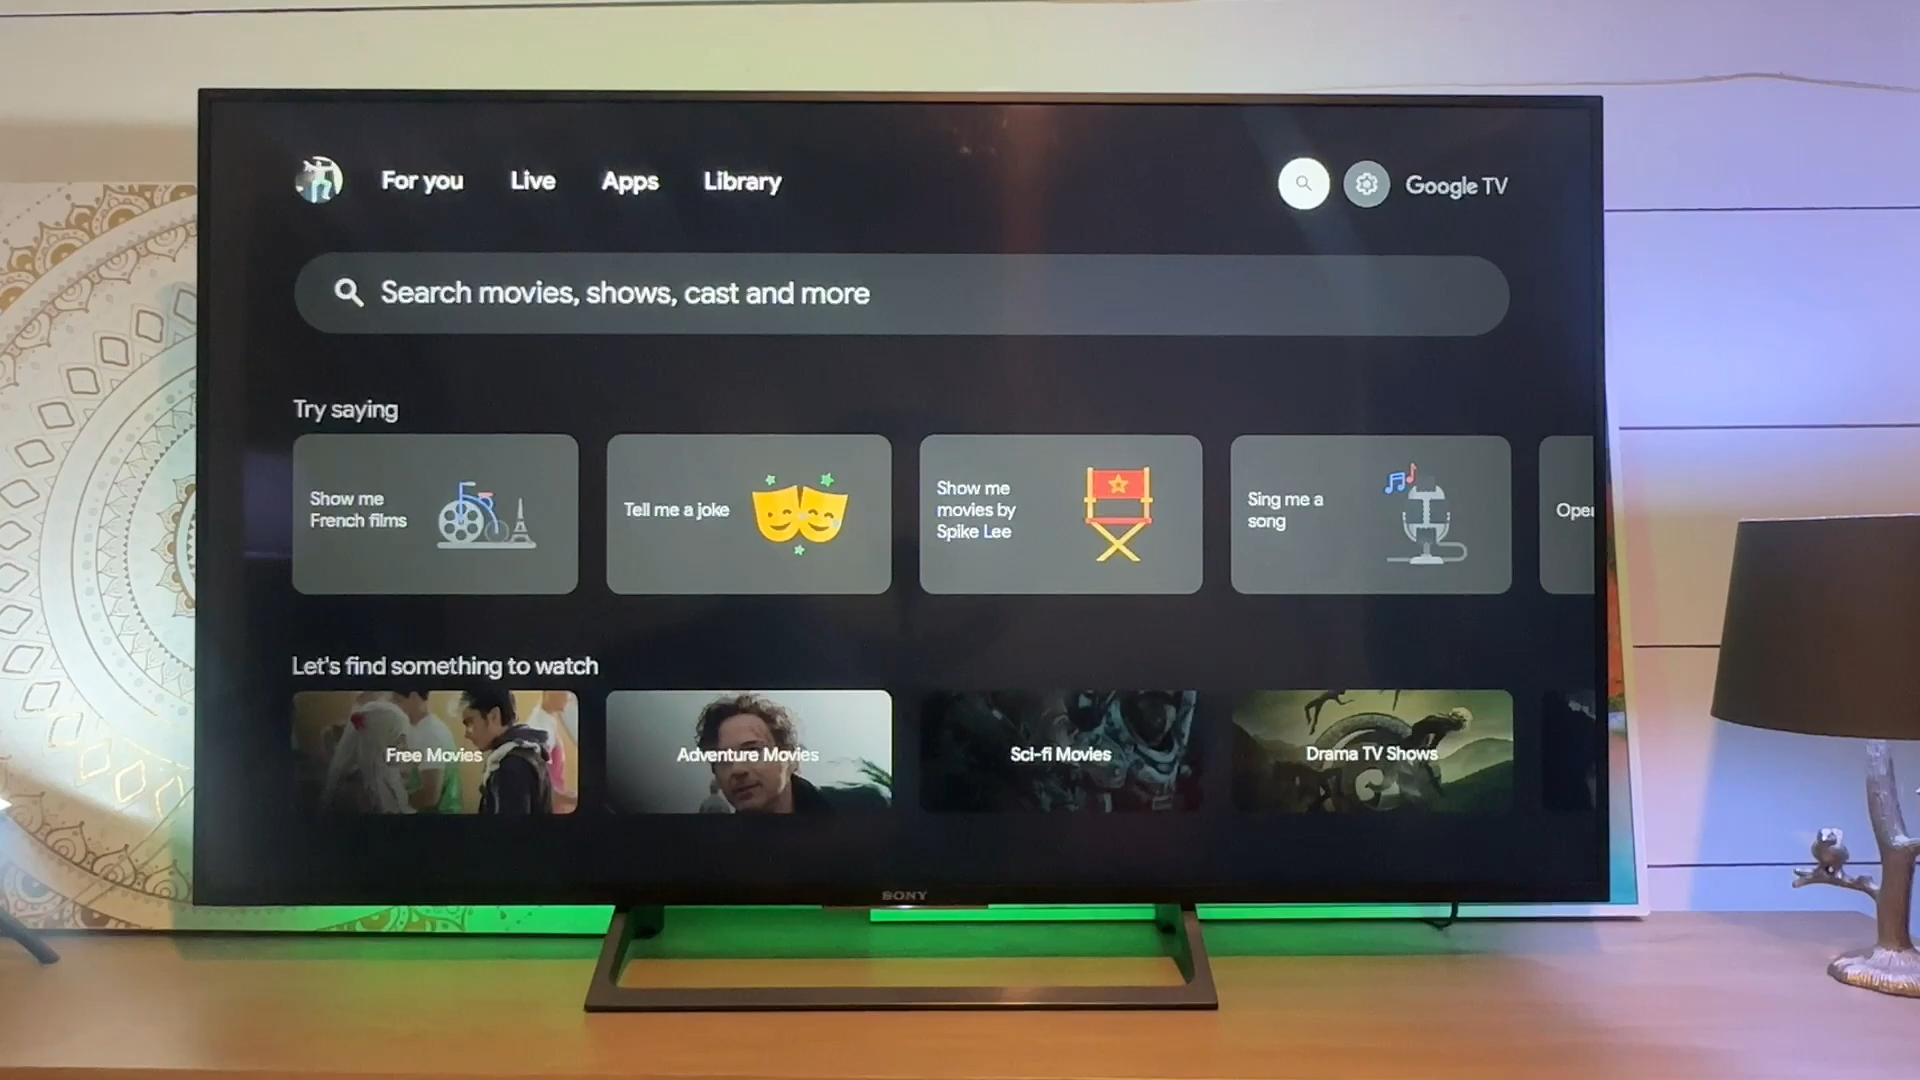 For you Live Apps Library Google TV
Search movies, shows, cast and more
Try saying
Show me
French films
Tell me a joke
Show me
movies by
Spike Lee
Sing me a
song
Let's find something to watch
Free Movies
Adventure Movies
Sci-fi Movies
Drama TV Shows
SONY